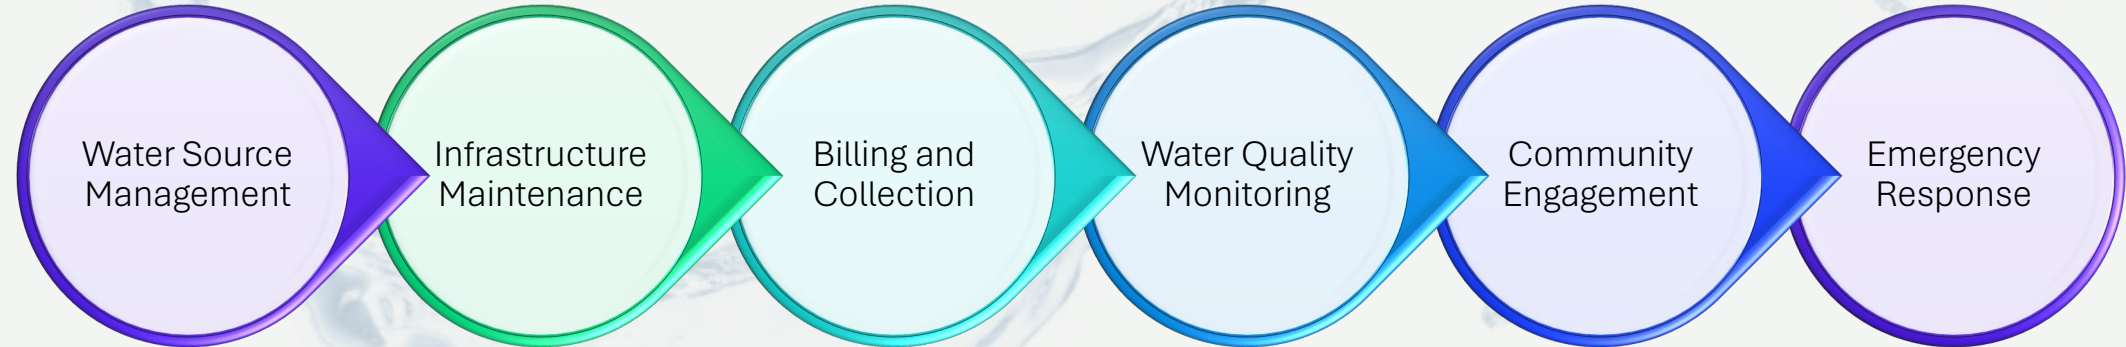 Water Source
Management
Infrastructure
Maintenance
Billing and
Collection
Water Quality
Monitoring
Community
Engagement
Emergency
Response